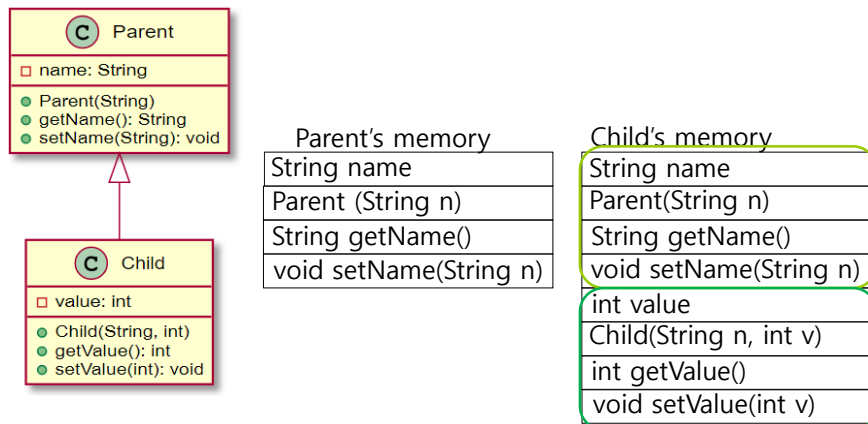 C Parent
name: String
Parent(String)
getName(): String
setName(String): void
C Child
value: int
Child(String, int)
getValue(): int
setValue(int): void
Parent's memory
String name
Parent (String n)
String getName()
void setName(String n)
Child's memory
String name
Parent(String n)
String getName()
void setName(String n)
int value
Child(String n, int v)
int getValue()
void setValue(int v)